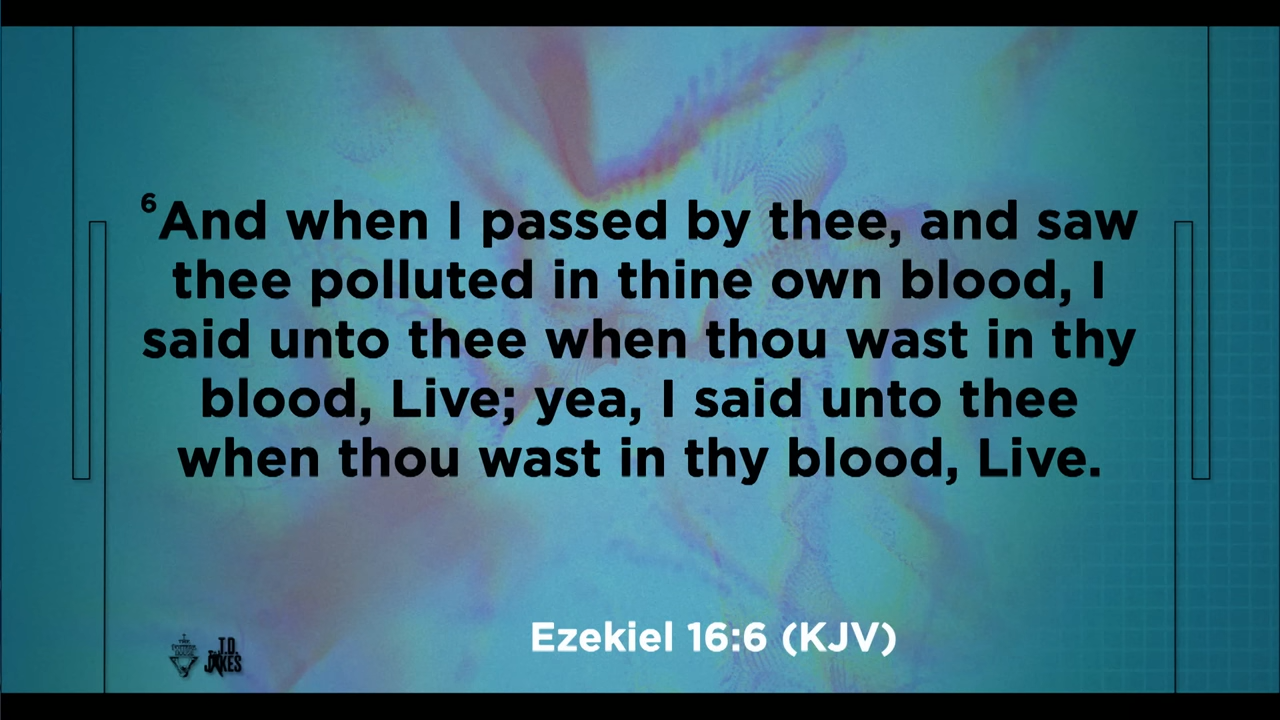 6 And when I passed by thee, and saw
thee polluted in thine own blood, I
said unto thee when thou wast in thy
blood, Live; yea, I said unto thee
when thou wast in thy blood, Live.
Ezekiel 16:6 (KJV)
T.D.
JAKES